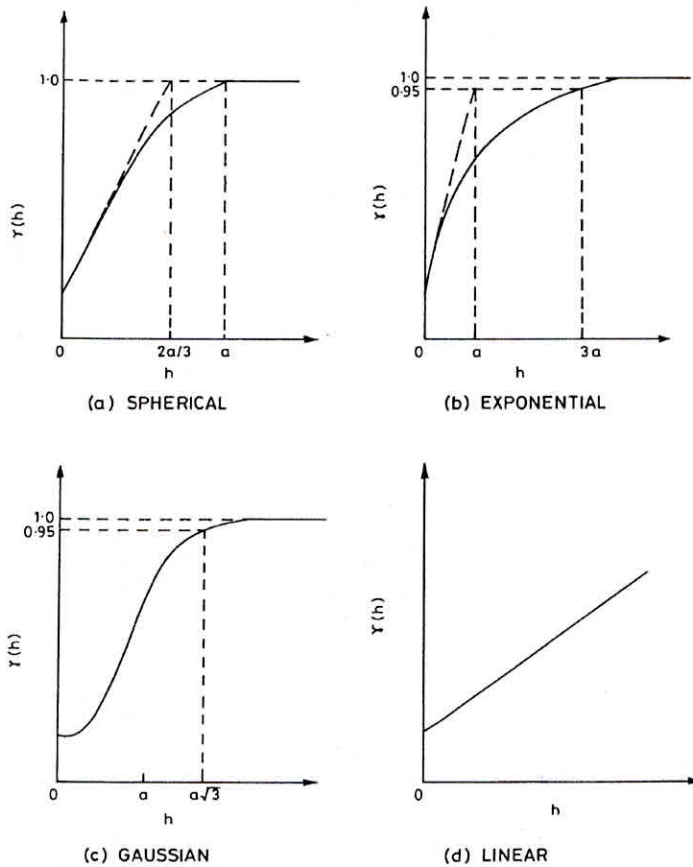 1·0
γ(h)
0
2a/3
a
h
(a) SPHERICAL
1·0
0·95
γ(h)
0
a
3a
h
(b) EXPONENTIAL
1·0
0·95
γ(h)
0
a
a√3
h
(c) GAUSSIAN
γ(h)
0
h
(d) LINEAR